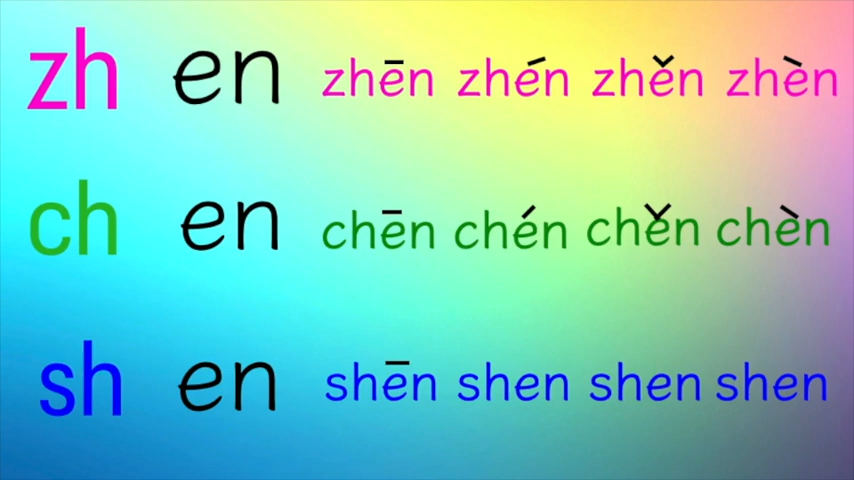 zh en zhēn zhén zhěn zhèn
ch en chēn chén chěn chèn
sh en shēn shen shen shen